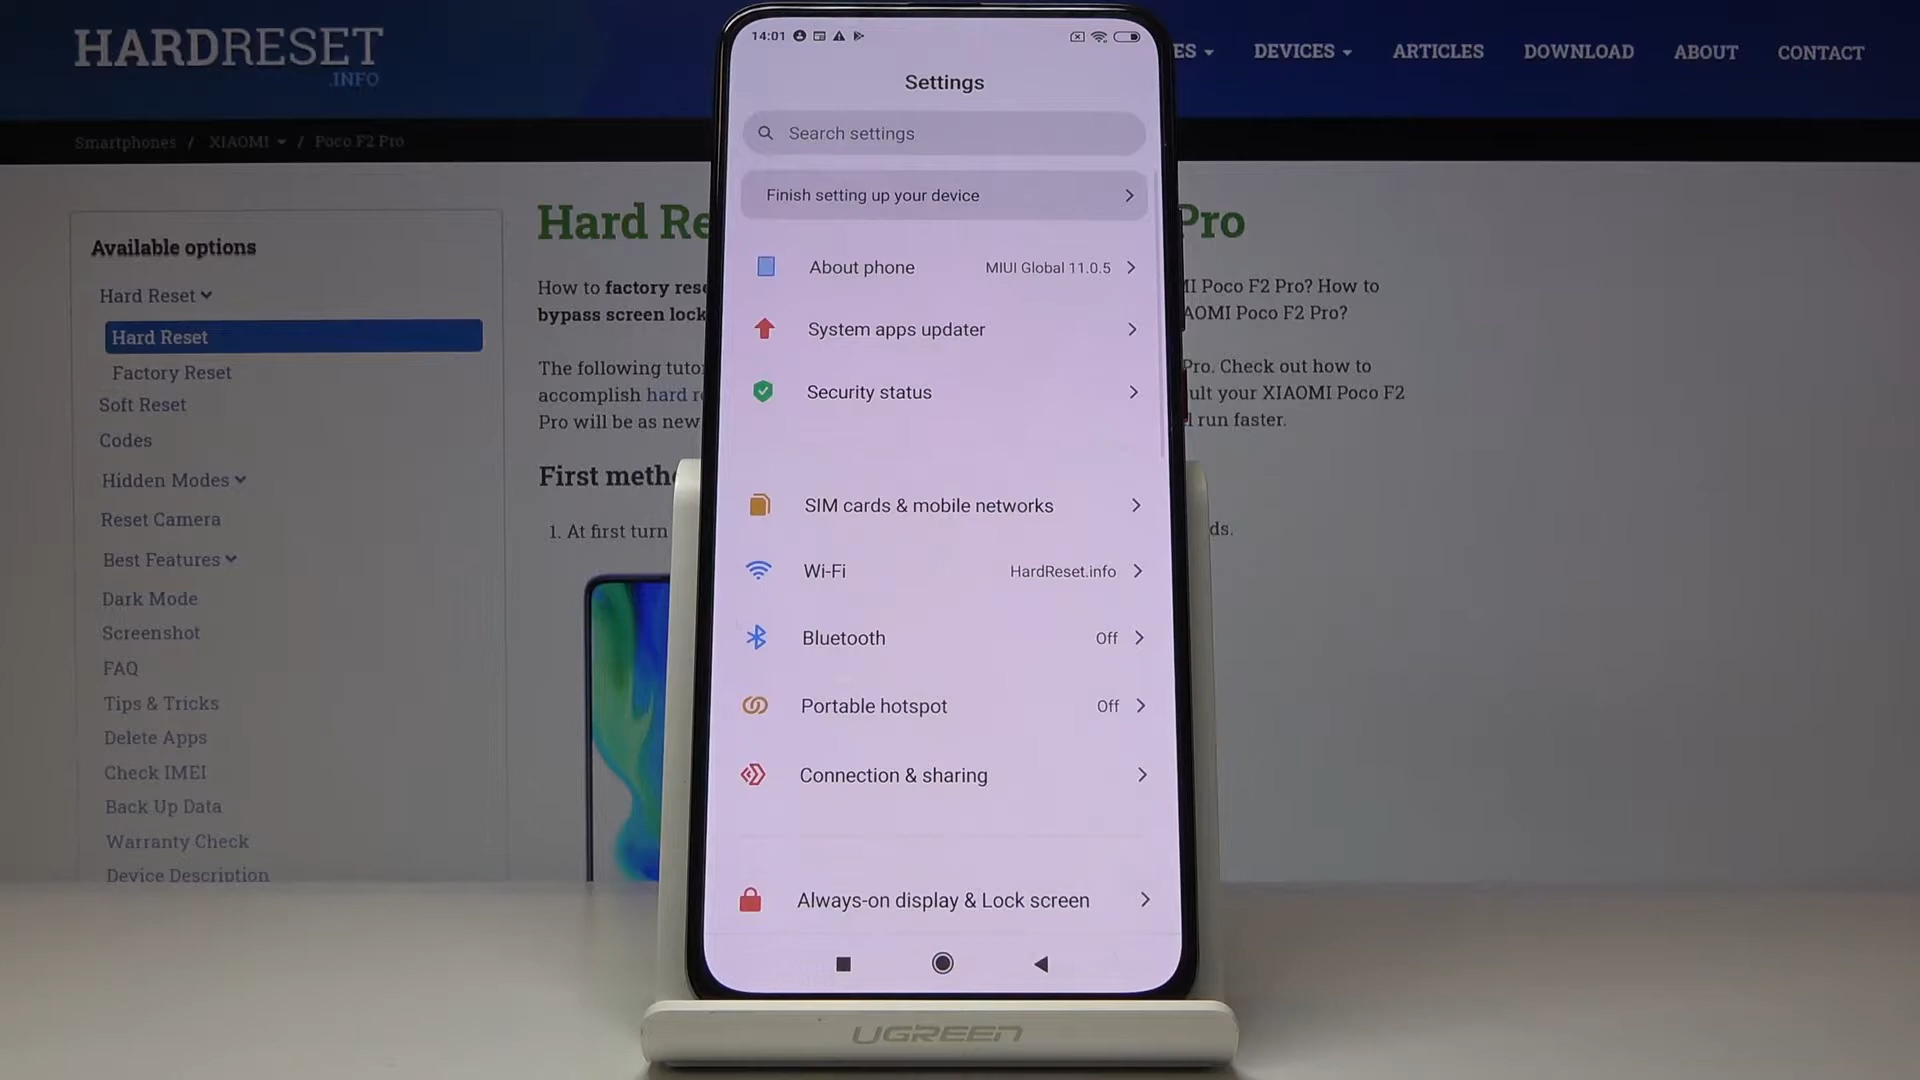 HARDRESET
.INFO
ES
DEVICES
ARTICLES
DOWNLOAD
ABOUT
CONTACT
Smartphones / XIAOMI / Poco F2 Pro
Available options
Hard Reset
Hard Reset
Factory Reset
Soft Reset
Codes
Hidden Modes
Reset Camera
Best Features
Dark Mode
Screenshot
FAQ
Tips & Tricks
Delete Apps
Check IMEI
Back Up Data
Warranty Check
Device Description
Hard Re Pro
How to factory res MI Poco F2 Pro? How to
bypass screen lock AOMI Poco F2 Pro?
The following tuto Pro. Check out how to
accomplish hard r ult your XIAOMI Poco F2
Pro will be as new l run faster.
First meth
1. At first turn ds.
14:01
Settings
Search settings
Finish setting up your device
About phone MIUI Global 11.0.5
System apps updater
Security status
SIM cards & mobile networks
Wi-Fi HardReset.info
Bluetooth Off
Portable hotspot Off
Connection & sharing
Always-on display & Lock screen
UGREEN